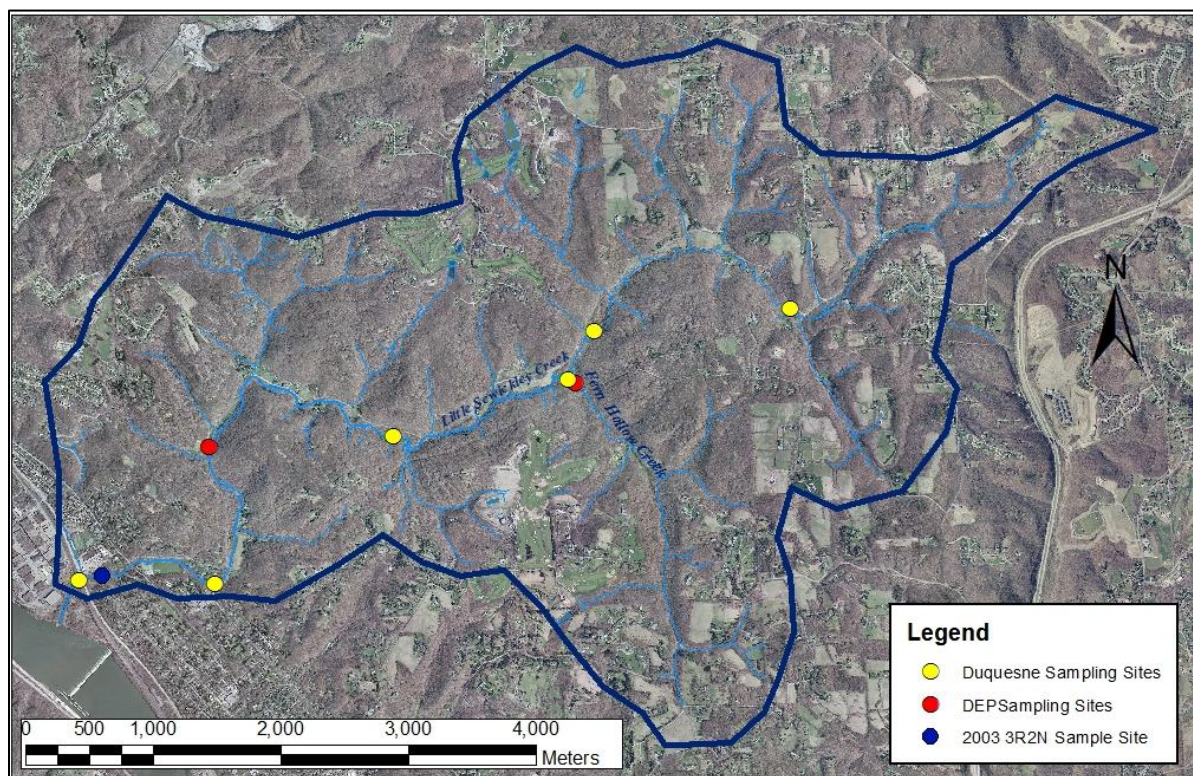 N
Little Sewickley Creek
Fern Hollow Creek
Legend
Duquesne Sampling Sites
DEPSampling Sites
2003 3R2N Sample Site
0 500 1,000 2,000 3,000 4,000
Meters